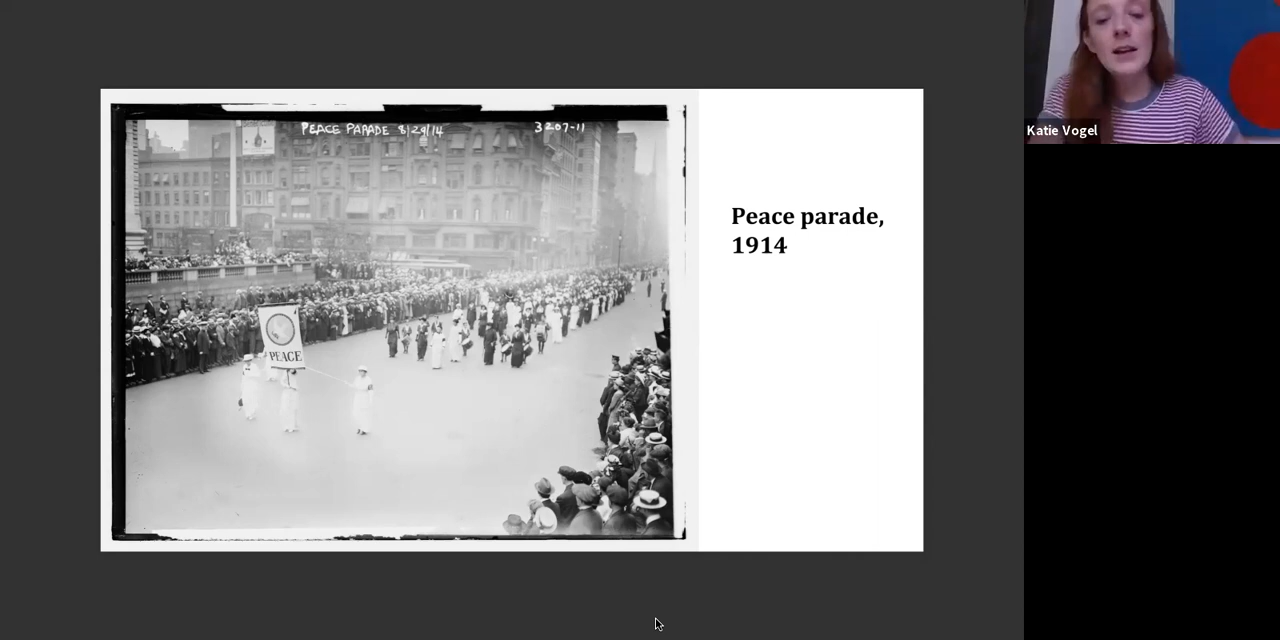 PEACE PARADE 8/29/14
3207-11
PEACE
Peace parade,
1914
Katie Vogel